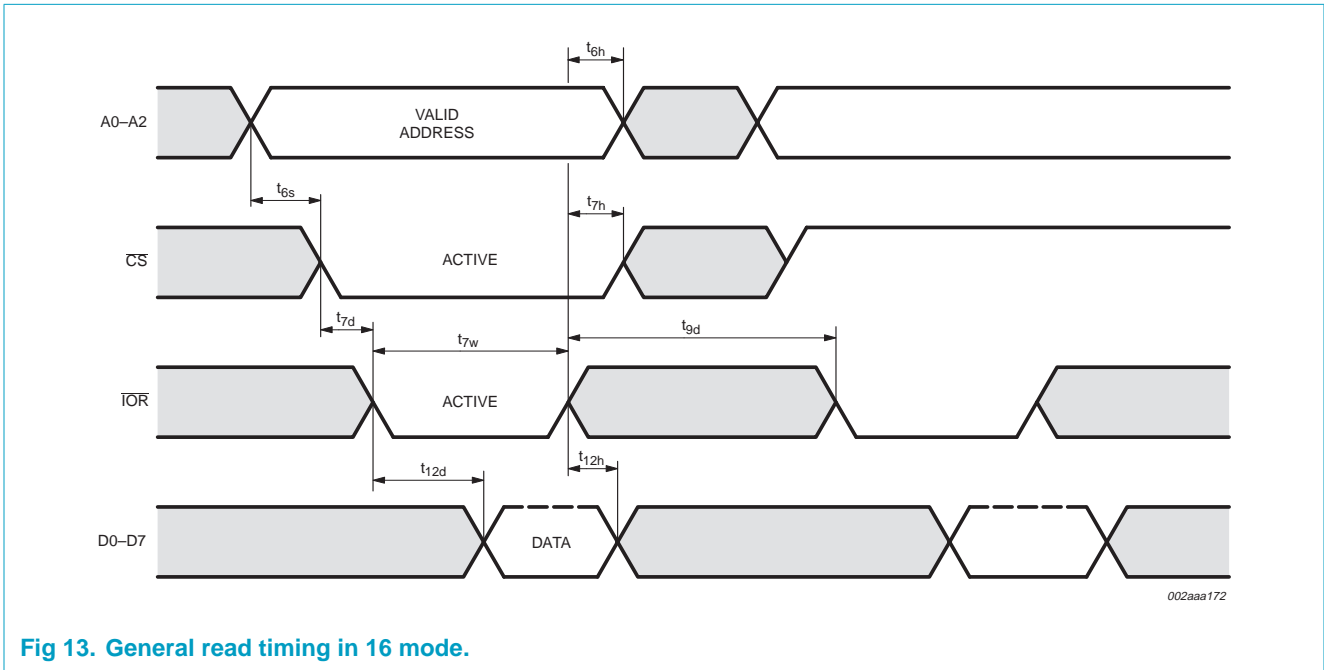 t6h
A0–A2
VALID
ADDRESS
t6s
t7h
CS
ACTIVE
t7d
t7w
t9d
IOR
ACTIVE
t12d
t12h
D0–D7
DATA
002aaa172
Fig 13. General read timing in 16 mode.